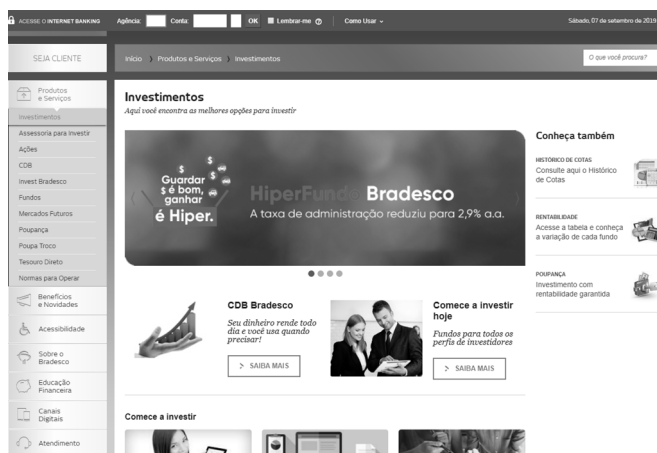 ACESSE O INTERNET BANKING
Agência:
Conta:
OK
Lembrar-me
Como Usar
Sábado, 07 de setembro de 2019
SEJA CLIENTE
Início
Produtos e Serviços
Investimentos
O que você procura?
Produtos
e Serviços
Investimentos
Assessoria para Investir
Ações
CDB
Invest Bradesco
Fundos
Mercados Futuros
Poupança
Poupa Troco
Tesouro Direto
Normas para Operar
Benefícios
e Novidades
Acessibilidade
Sobre o
Bradesco
Educação
Financeira
Canais
Digitais
Atendimento
Investimentos
Aqui você encontra as melhores opções para investir
Guardar
$ é bom,
ganhar
é Hiper.
HiperFundo Bradesco
A taxa de administração reduziu para 2,9% a.a.
CDB Bradesco
Seu dinheiro rende todo
dia e você usa quando
precisar!
SAIBA MAIS
Comece a investir
hoje
Fundos para todos os
perfis de investidores
SAIBA MAIS
Comece a investir
Conheça também
HISTÓRICO DE COTAS
Consulte aqui o Histórico
de Cotas
RENTABILIDADE
Acesse a tabela e conheça
a variação de cada fundo
POUPANÇA
Investimento com
rentabilidade garantida